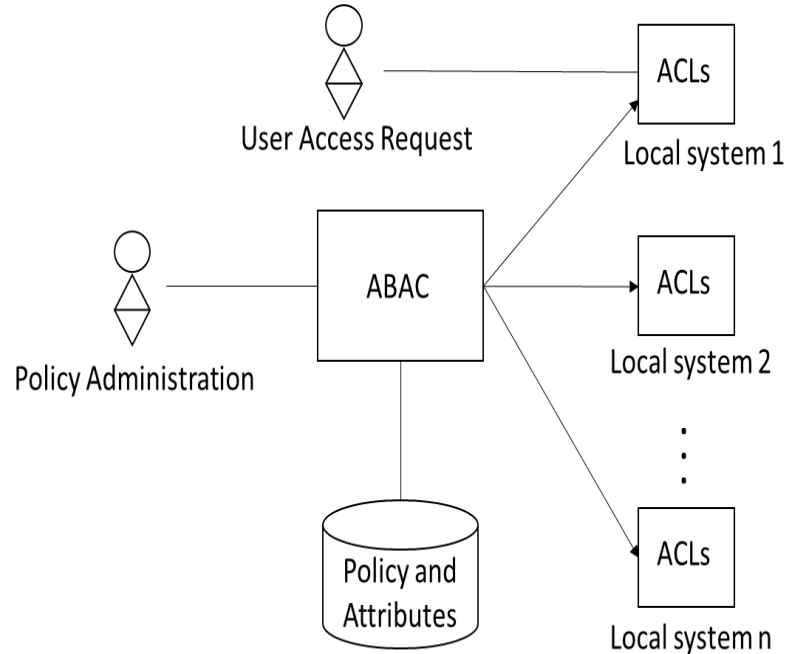 ACLs
User Access Request
Local system 1
ABAC
ACLs
Policy Administration
Local system 2
Policy and
Attributes
ACLs
Local system n